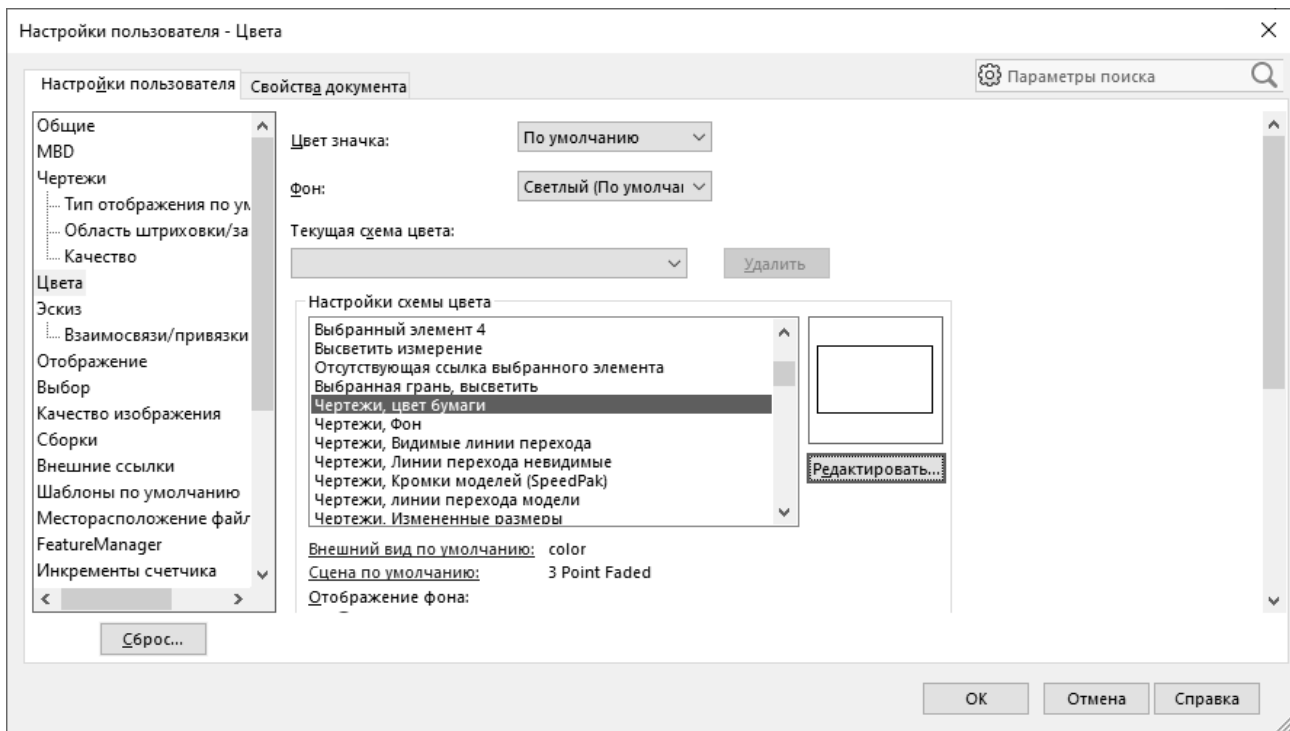 Настройки пользователя - Цвета
Настройки пользователя
Свойства документа
Параметры поиска
Общие
MBD
Чертежи
Тип отображения по ум
Область штриховки/за
Качество
Цвета
Эскиз
Взаимосвязи/привязки
Отображение
Выбор
Качество изображения
Сборки
Внешние ссылки
Шаблоны по умолчанию
Месторасположение файл
FeatureManager
Инкременты счетчика
Сброс...
Цвет значка:
По умолчанию
Фон:
Светлый (По умолчаı
Текущая схема цвета:
Удалить
Настройки схемы цвета
Выбранный элемент 4
Высветить измерение
Отсутствующая ссылка выбранного элемента
Выбранная грань, высветить
Чертежи, цвет бумаги
Чертежи, Фон
Чертежи, Видимые линии перехода
Чертежи, Линии перехода невидимые
Чертежи, Кромки моделей (SpeedPak)
Чертежи, линии перехода модели
Чертежи. Измененные размеры
Редактировать...
Внешний вид по умолчанию: color
Сцена по умолчанию: 3 Point Faded
Отображение фона:
OK
Отмена
Справка